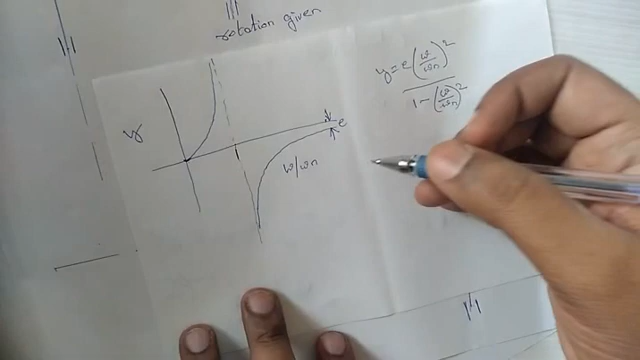 rotation given
y = e(ω/ωn)²
1-(ω/ωn)²
y
e
ω/ωn